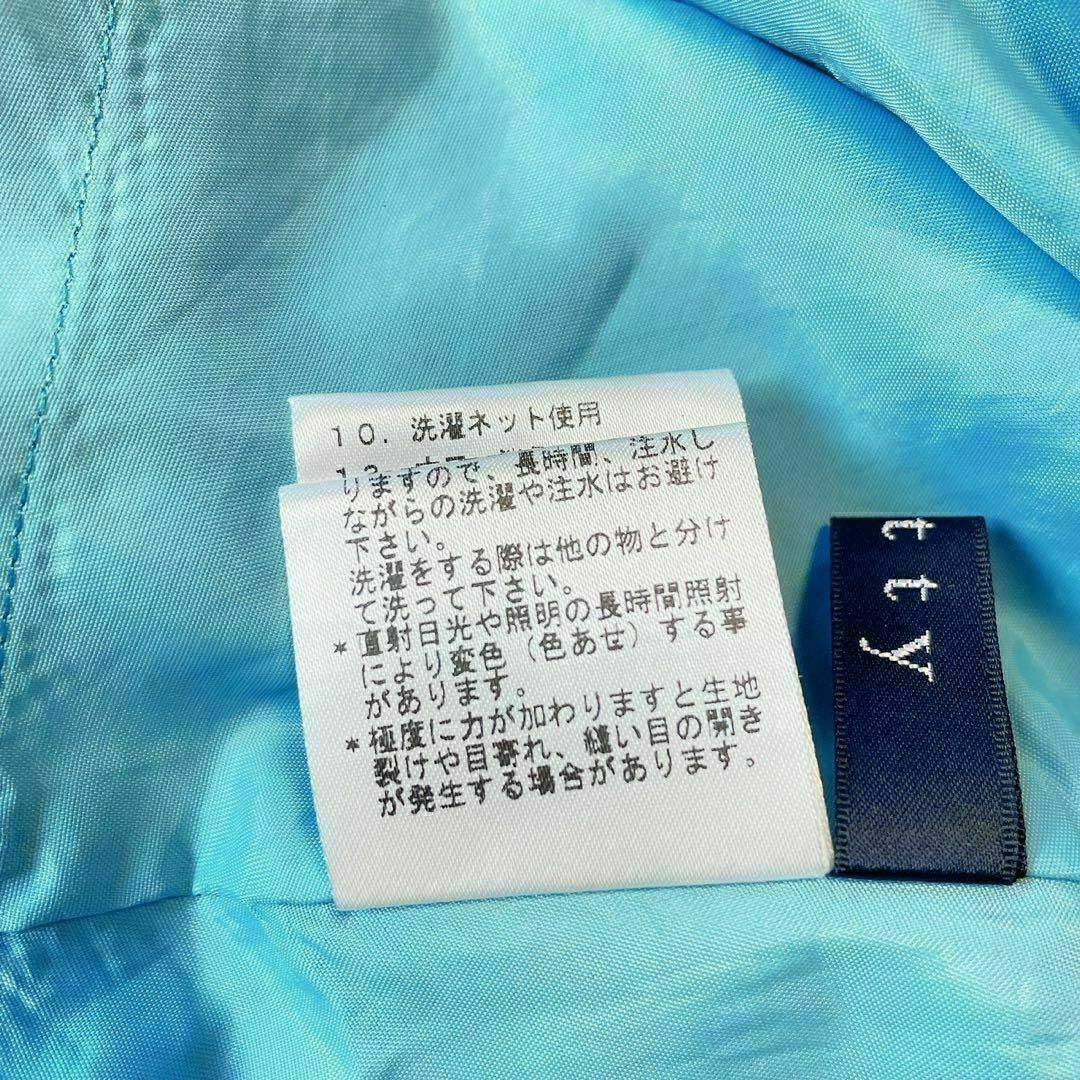 10. 洗濯ネット使用
りますので、長時間、注水し
ながらの洗濯や注水はお避け
下さい。
洗濯をする際は他の物と分け
て洗って下さい。
*直射日光や照明の長時間照射
により変色（色あせ）する事
があります。
*極度に力が加わりますと生地
裂けや目寄れ、縫い目の開き
が発生する場合があります。
tty